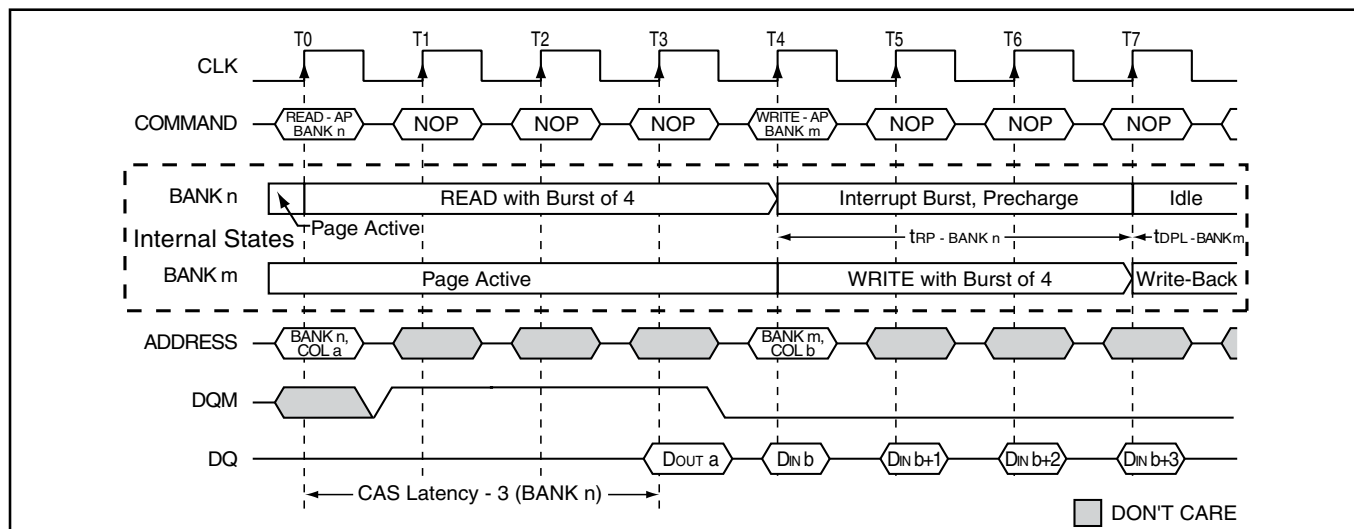 T0 T1 T2 T3 T4 T5 T6 T7
CLK
COMMAND READ - AP BANK n NOP NOP NOP WRITE - AP BANK m NOP NOP NOP
BANK n READ with Burst of 4 Interrupt Burst, Precharge Idle
Page Active
Internal States tRP - BANK n tDPL - BANK m
BANK m Page Active WRITE with Burst of 4 Write-Back
ADDRESS BANK n, COL a BANK m, COL b
DQM
DQ DOUT a DIN b DIN b+1 DIN b+2 DIN b+3
CAS Latency - 3 (BANK n)
DON'T CARE